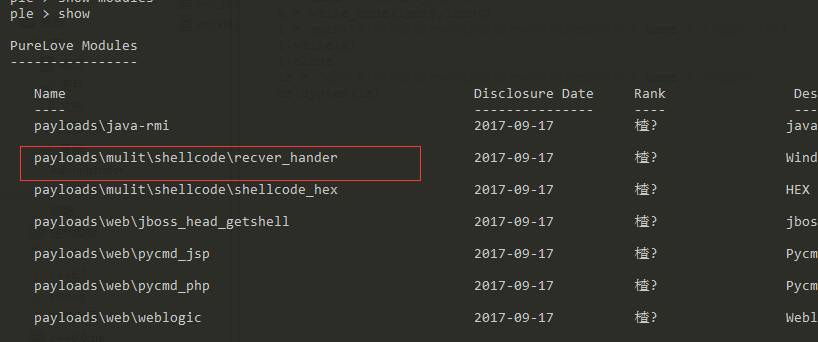 ple > show modules
ple > show
PureLove Modules
----------------
Name Disclosure Date Rank Des
---- --------------- ---- ---
payloads\java-rmi 2017-09-17 楂? java
payloads\mulit\shellcode\recver_hander 2017-09-17 楂? Wind
payloads\mulit\shellcode\shellcode_hex 2017-09-17 楂? HEX
payloads\web\jboss_head_getshell 2017-09-17 楂? jbos
payloads\web\pycmd_jsp 2017-09-17 楂? Pycm
payloads\web\pycmd_php 2017-09-17 楂? Pycm
payloads\web\weblogic 2017-09-17 楂? Webl